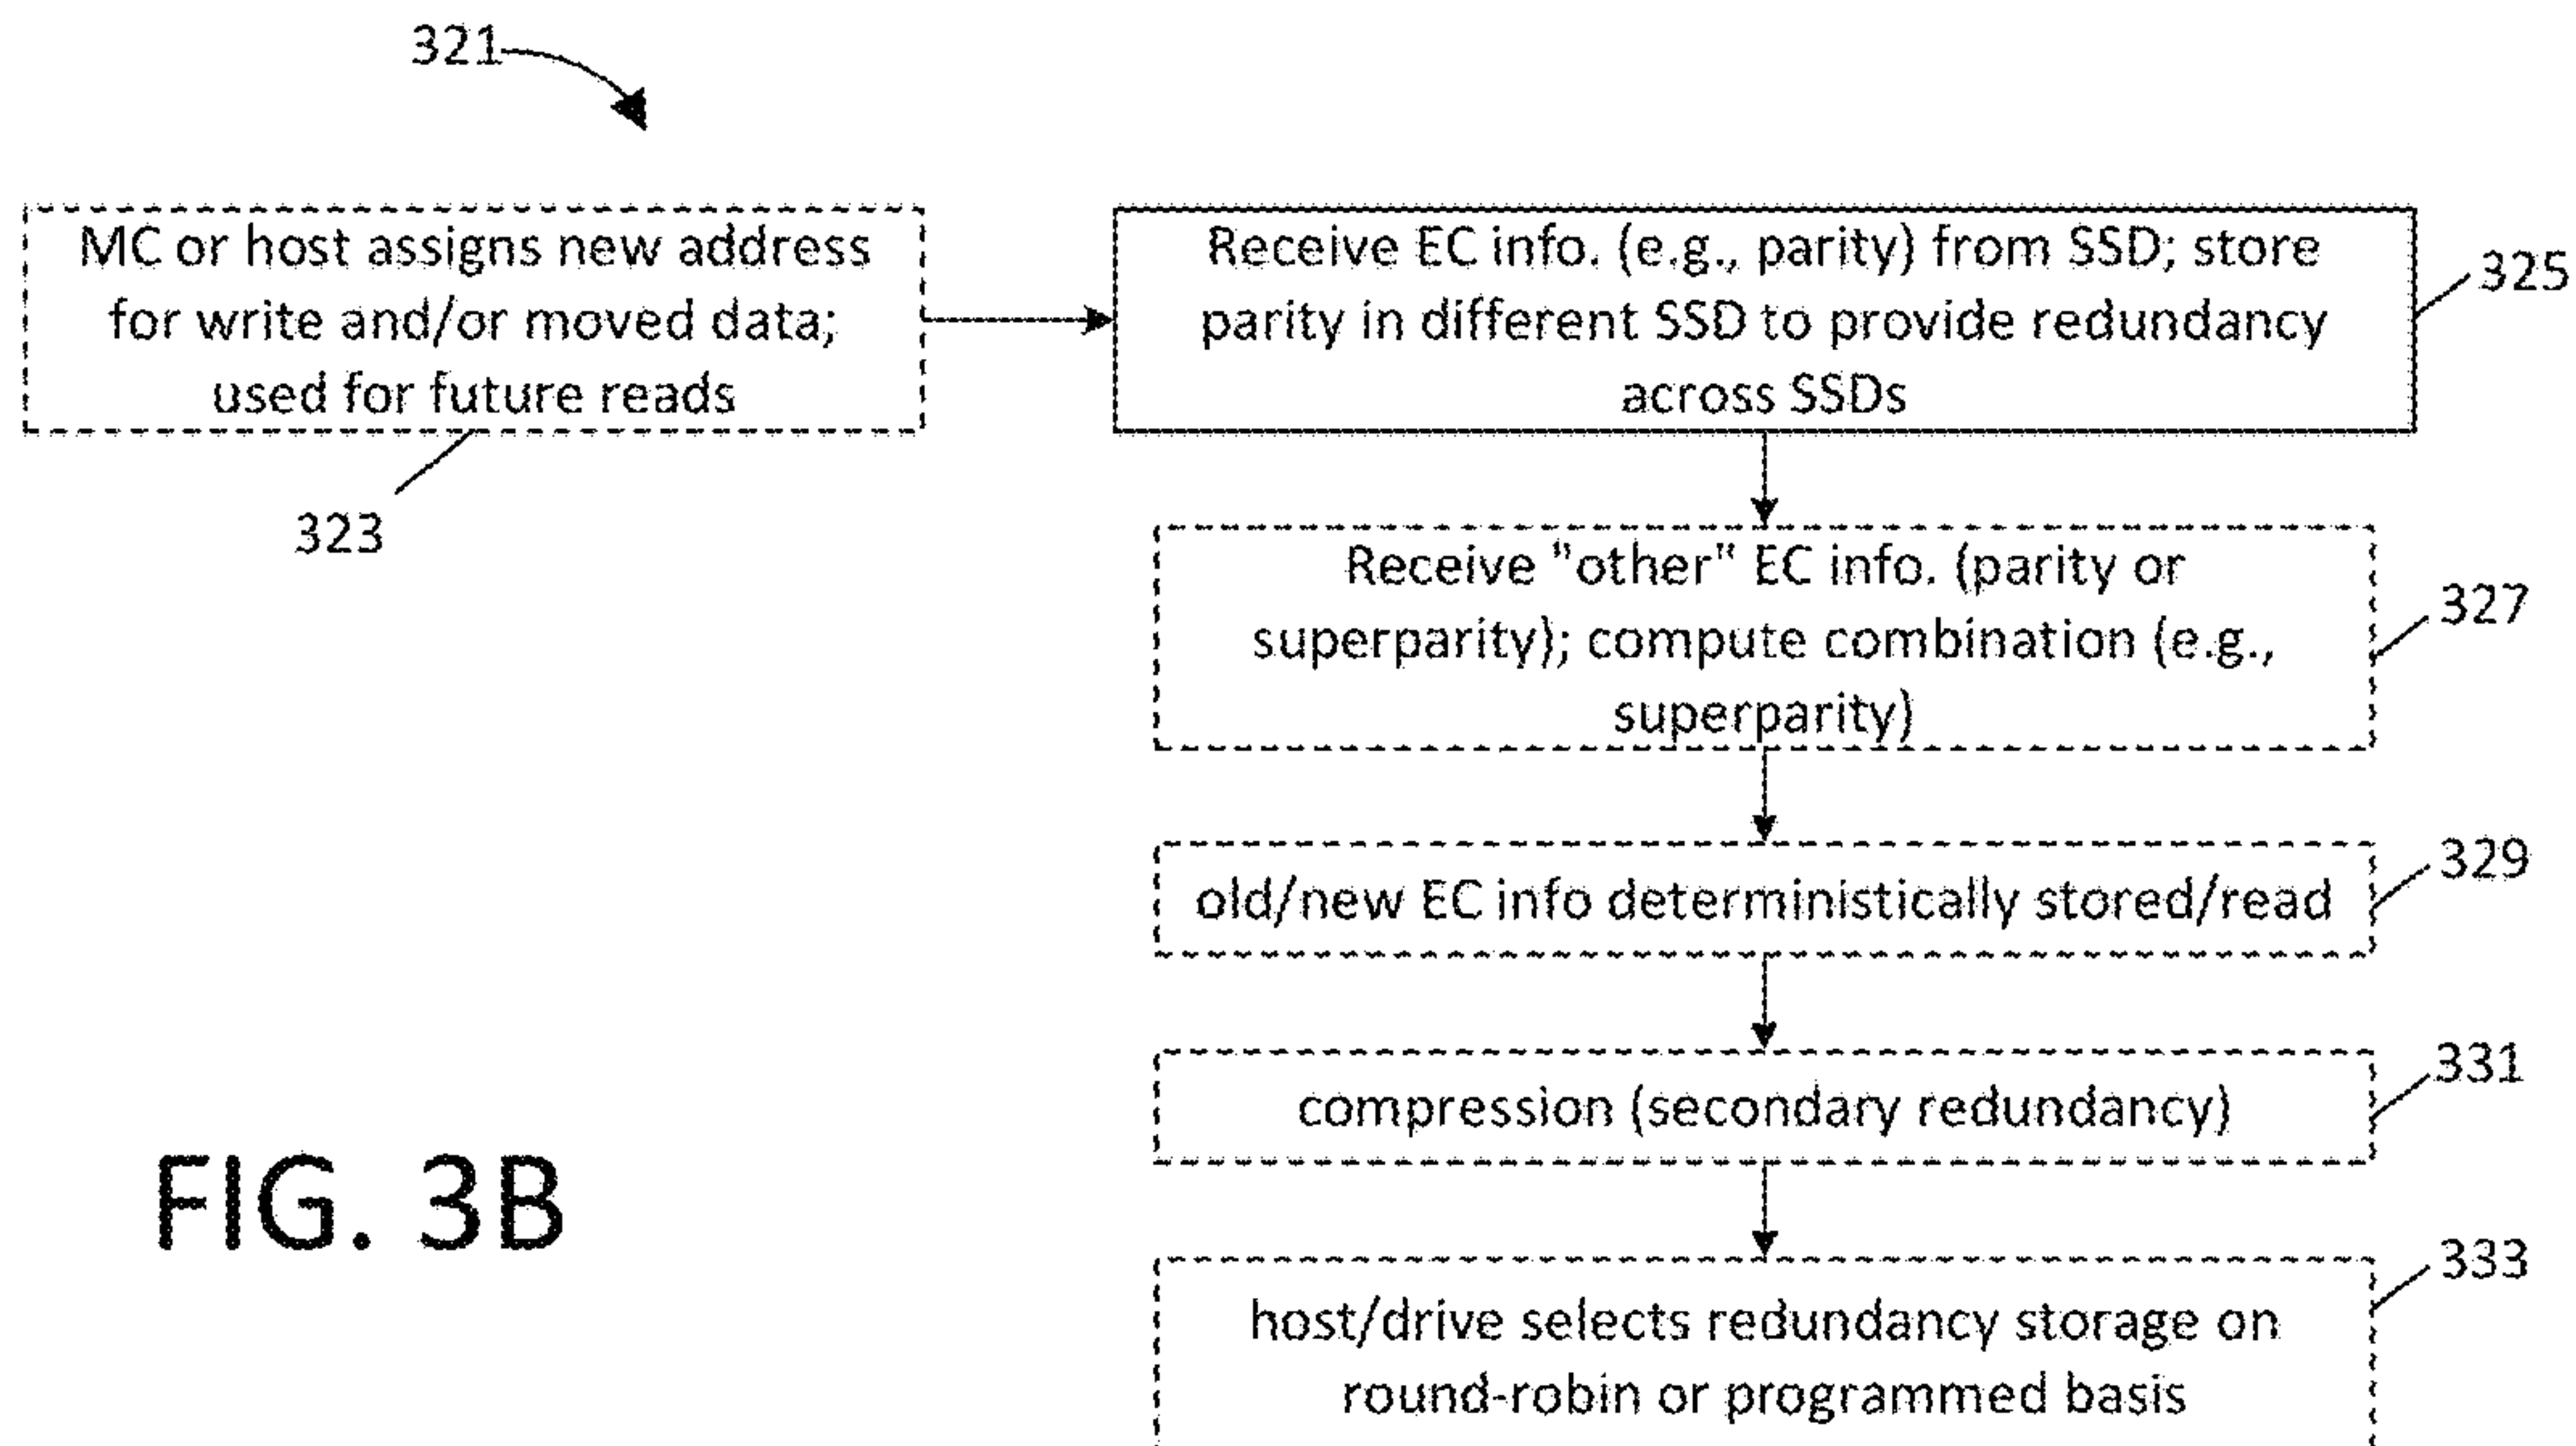 321
MC or host assigns new address
for write and/or moved data;
used for future reads
323
Receive EC info. (e.g., parity) from SSD; store
parity in different SSD to provide redundancy
across SSDs
325
Receive "other" EC info. (parity or
superparity); compute combination (e.g.,
superparity)
327
old/new EC info deterministically stored/read
329
compression (secondary redundancy)
331
host/drive selects redundancy storage on
round-robin or programmed basis
333
FIG. 3B